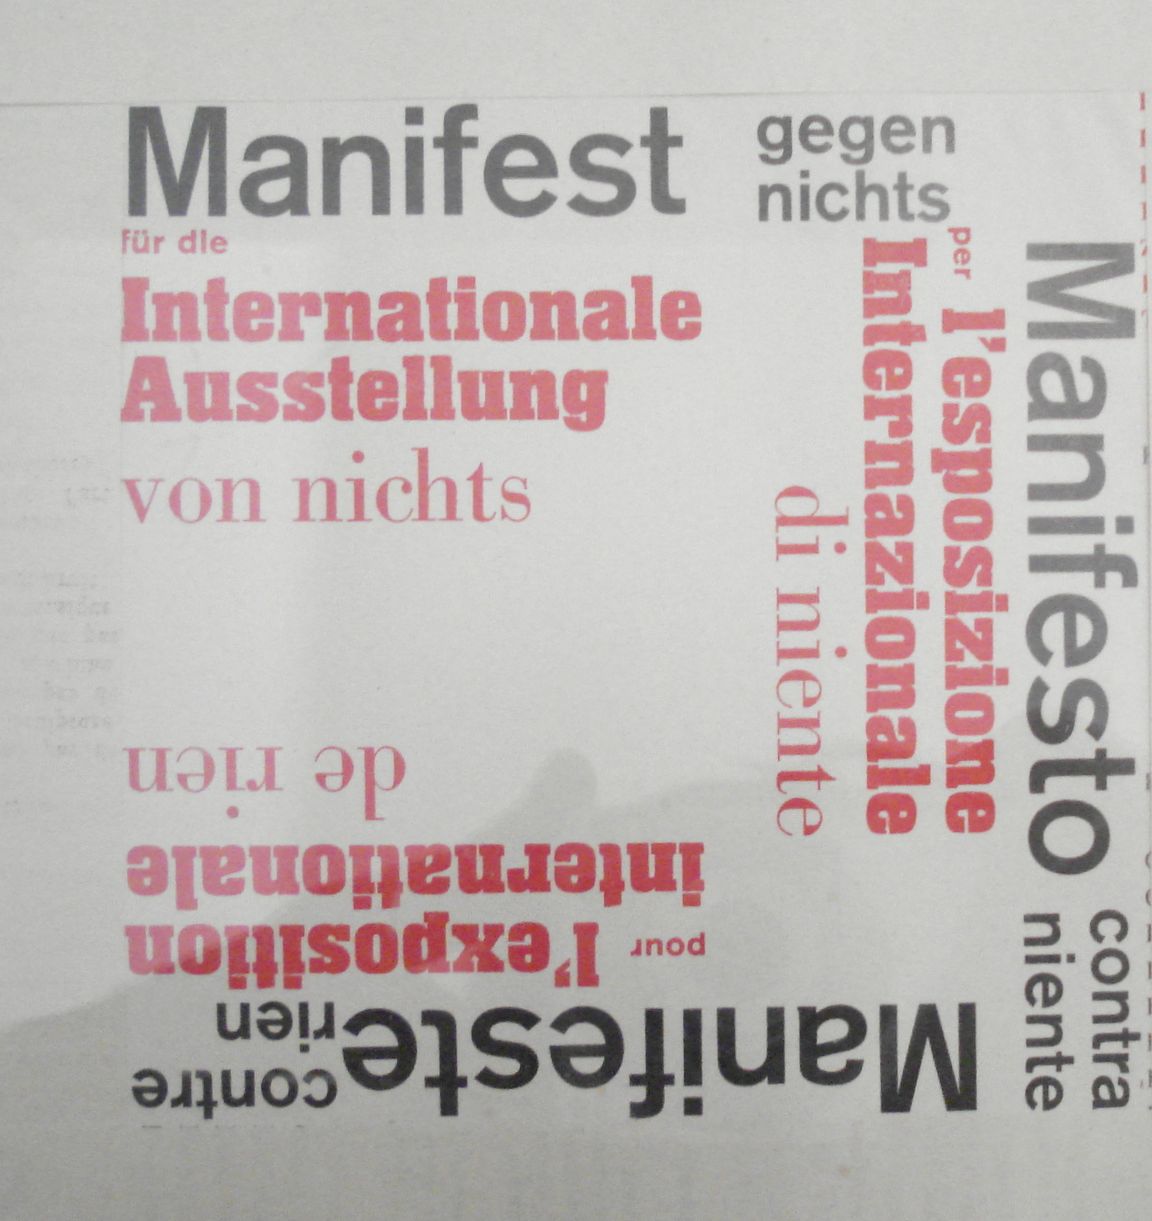 Manifest
gegen
nichts
für die
Internationale
Ausstellung
von nichts
Manifesto
contra
niente
per l'esposizione
Internazionale
di niente
Manifeste
contre
rien
pour l'exposition
internationale
de rien